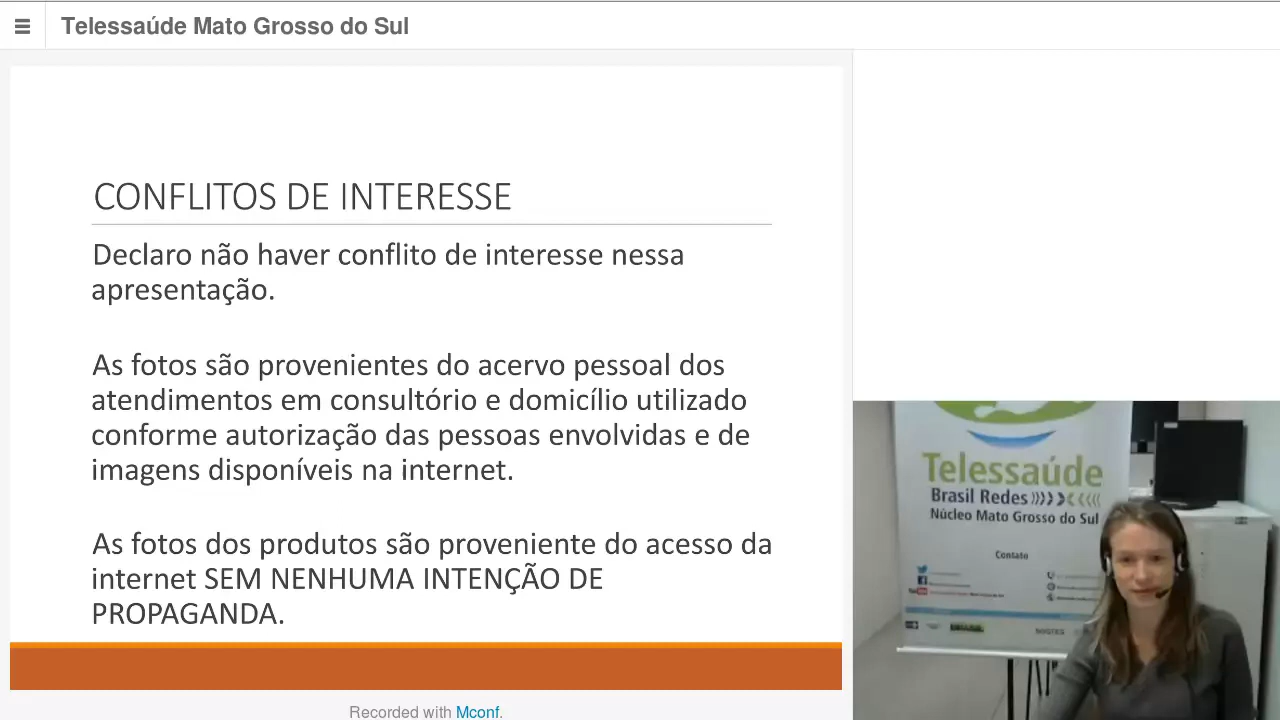 Telessaúde Mato Grosso do Sul
CONFLITOS DE INTERESSE
Declaro não haver conflito de interesse nessa
apresentação.
As fotos são provenientes do acervo pessoal dos
atendimentos em consultório e domicílio utilizado
conforme autorização das pessoas envolvidas e de
imagens disponíveis na internet.
As fotos dos produtos são proveniente do acesso da
internet SEM NENHUMA INTENÇÃO DE
PROPAGANDA.
Recorded with Mconf.
Telessaúde
Brasil Redes
Núcleo Mato Grosso do Sul
Contato